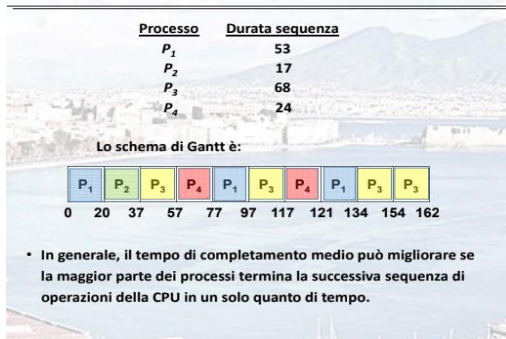 Processo Durata sequenza
P1 53
P2 17
P3 68
P4 24
Lo schema di Gantt è:
P1 P2 P3 P4 P1 P3 P4 P1 P3 P3
0 20 37 57 77 97 117 121 134 154 162
• In generale, il tempo di completamento medio può migliorare se
la maggior parte dei processi termina la successiva sequenza di
operazioni della CPU in un solo quanto di tempo.